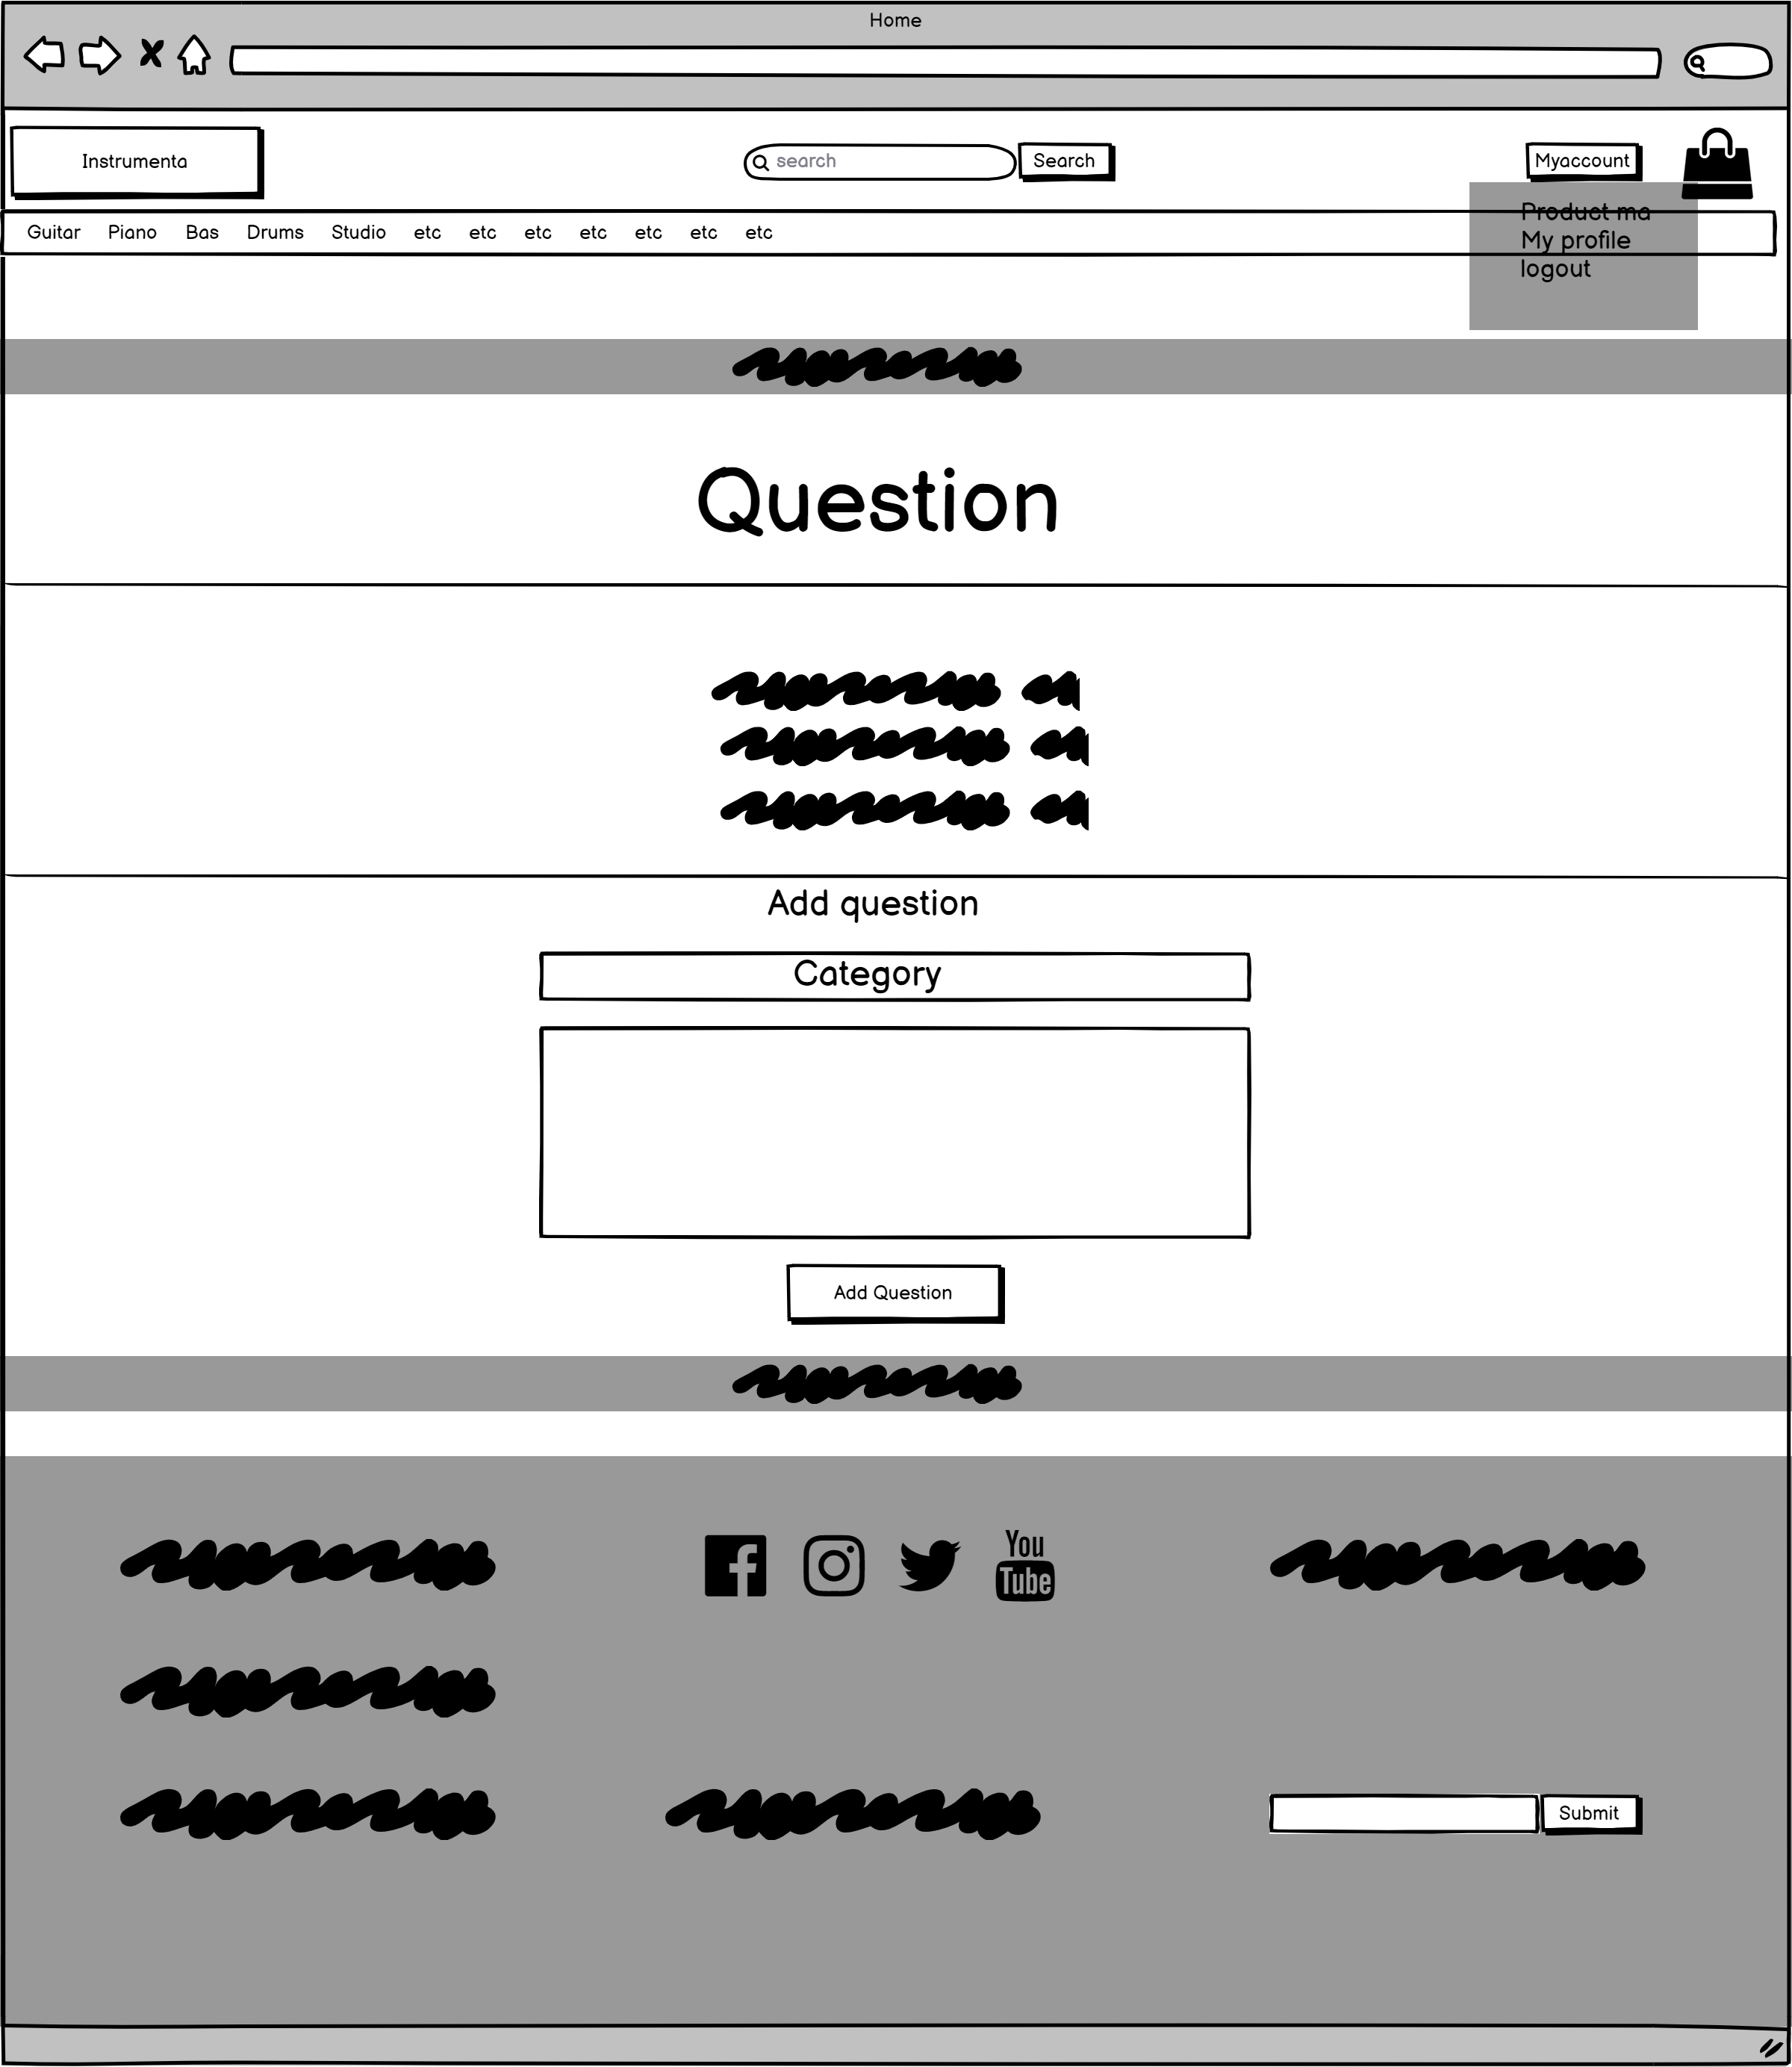 Home
Instrumenta
search
Search
Myaccount
Guitar Piano Bas Drums Studio etc etc etc etc etc etc etc
Product ma
My profile
logout
Question
Add question
Category
Add Question
You
Tube
Submit